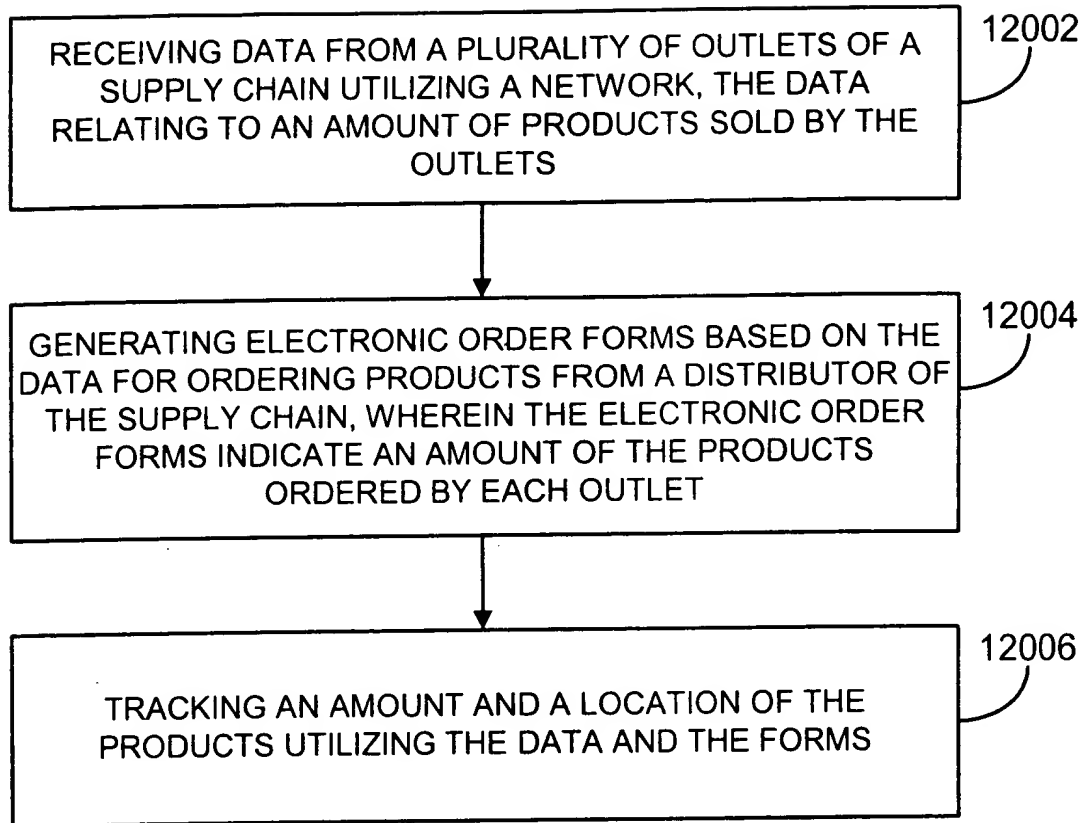 12002
RECEIVING DATA FROM A PLURALITY OF OUTLETS OF A
SUPPLY CHAIN UTILIZING A NETWORK, THE DATA
RELATING TO AN AMOUNT OF PRODUCTS SOLD BY THE
OUTLETS
12004
GENERATING ELECTRONIC ORDER FORMS BASED ON THE
DATA FOR ORDERING PRODUCTS FROM A DISTRIBUTOR OF
THE SUPPLY CHAIN, WHEREIN THE ELECTRONIC ORDER
FORMS INDICATE AN AMOUNT OF THE PRODUCTS
ORDERED BY EACH OUTLET
12006
TRACKING AN AMOUNT AND A LOCATION OF THE
PRODUCTS UTILIZING THE DATA AND THE FORMS